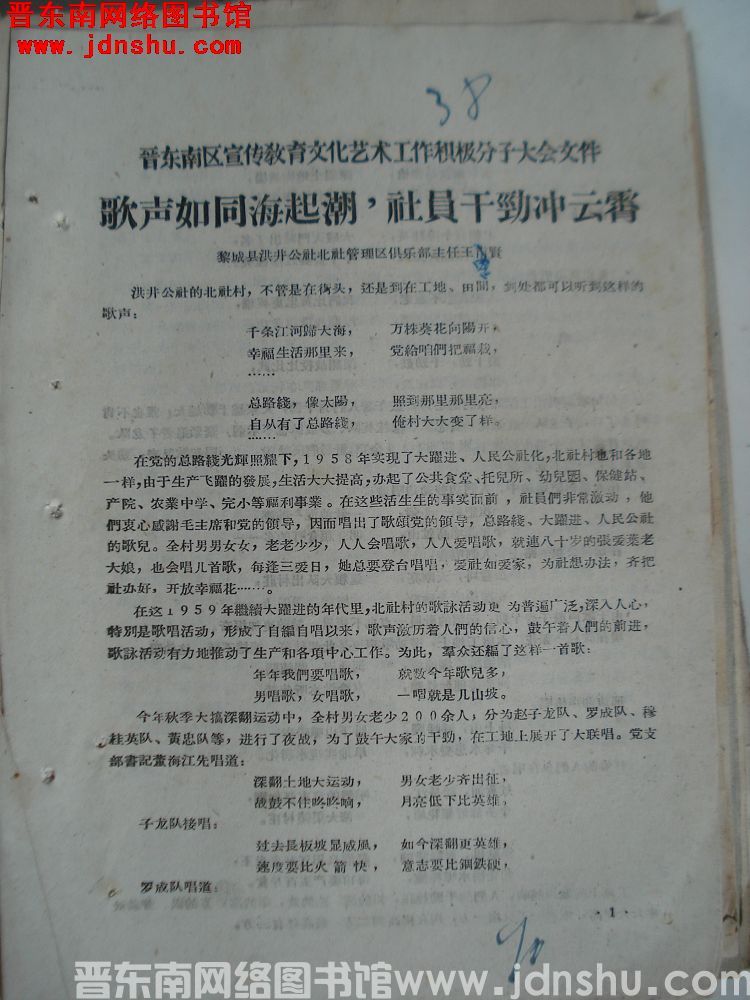 晋东南网络图书馆
www.jdnshu.com
38
晋东南区宣传教育文化艺术工作积极分子大会文件
歌声如同海起潮，社員干勁冲云霄
黎城县洪井公社北社管理区俱乐部主任王賢
洪井公社的北社村，不管是在街头，还是到在工地、田間，到处都可以听到这样的
歌声：
千条江河歸大海，　万株葵花向陽开，
幸福生活那里来，　党給咱們把福栽，
……
总路綫，像太陽，　照到那里那里亮，
自从有了总路綫，　俺村大大变了样。
……
在党的总路綫光輝照耀下，1958年实現了大躍进、人民公社化，北社村也和各地
一样，由于生产飞躍的發展，生活大大提高，办起了公共食堂、托兒所、幼兒园、保健站、
产院、农業中学、完小等福利事業。在这些活生生的事实面前，社員們非常激动，他
們衷心感謝毛主席和党的領导，因而唱出了歌頌党的領导，总路綫、大躍进、人民公社
的歌兒。全村男男女女，老老少少，人人会唱歌，人人爱唱歌，就連八十岁的張爱葉老
大娘，也会唱几首歌，每逢三爱日，她总要登台唱唱，爱社如爱家，为社想办法，齐把
社办好，开放幸福花……。
在这1959年繼續大躍进的年代里，北社村的歌詠活动更为普遍广泛，深入人心，
特別是歌唱活动，形成了自編自唱以来，歌声激历着人們的信心，鼓午着人們的前进，
歌詠活动有力地推动了生产和各項中心工作。为此，羣众还編了这样一首歌：
年年我們要唱歌，　就数今年歌兒多，
男唱歌，女唱歌，　一唱就是几山坡。
今年秋季大搞深翻运动中，全村男女老少200余人，分为赵子龙队、罗成队、穆
桂英队、黄忠队等，进行了夜战，为了鼓午大家的干勁，在工地上展开了大联唱。党支
部書記董海江先唱道：
深翻土地大运动，　男女老少齐出征，
战鼓不住咚咚响，　月亮低下比英雄，
子龙队接唱：
过去長板坡显威風，　如今深翻更英雄，
速度要比火箭快，　意志要比鋼鉄硬，
罗成队唱道：
·1·
晋东南网络图书馆 www.jdnshu.com